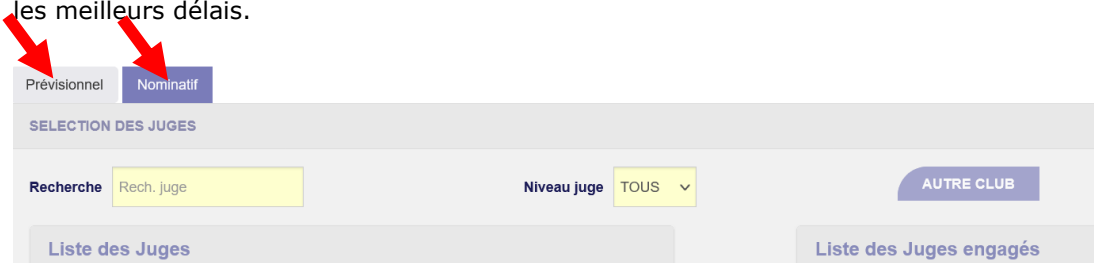 les meilleurs délais.
Prévisionnel Nominatif
SELECTION DES JUGES
Recherche Rech. juge Niveau juge TOUS AUTRE CLUB
Liste des Juges Liste des Juges engagés